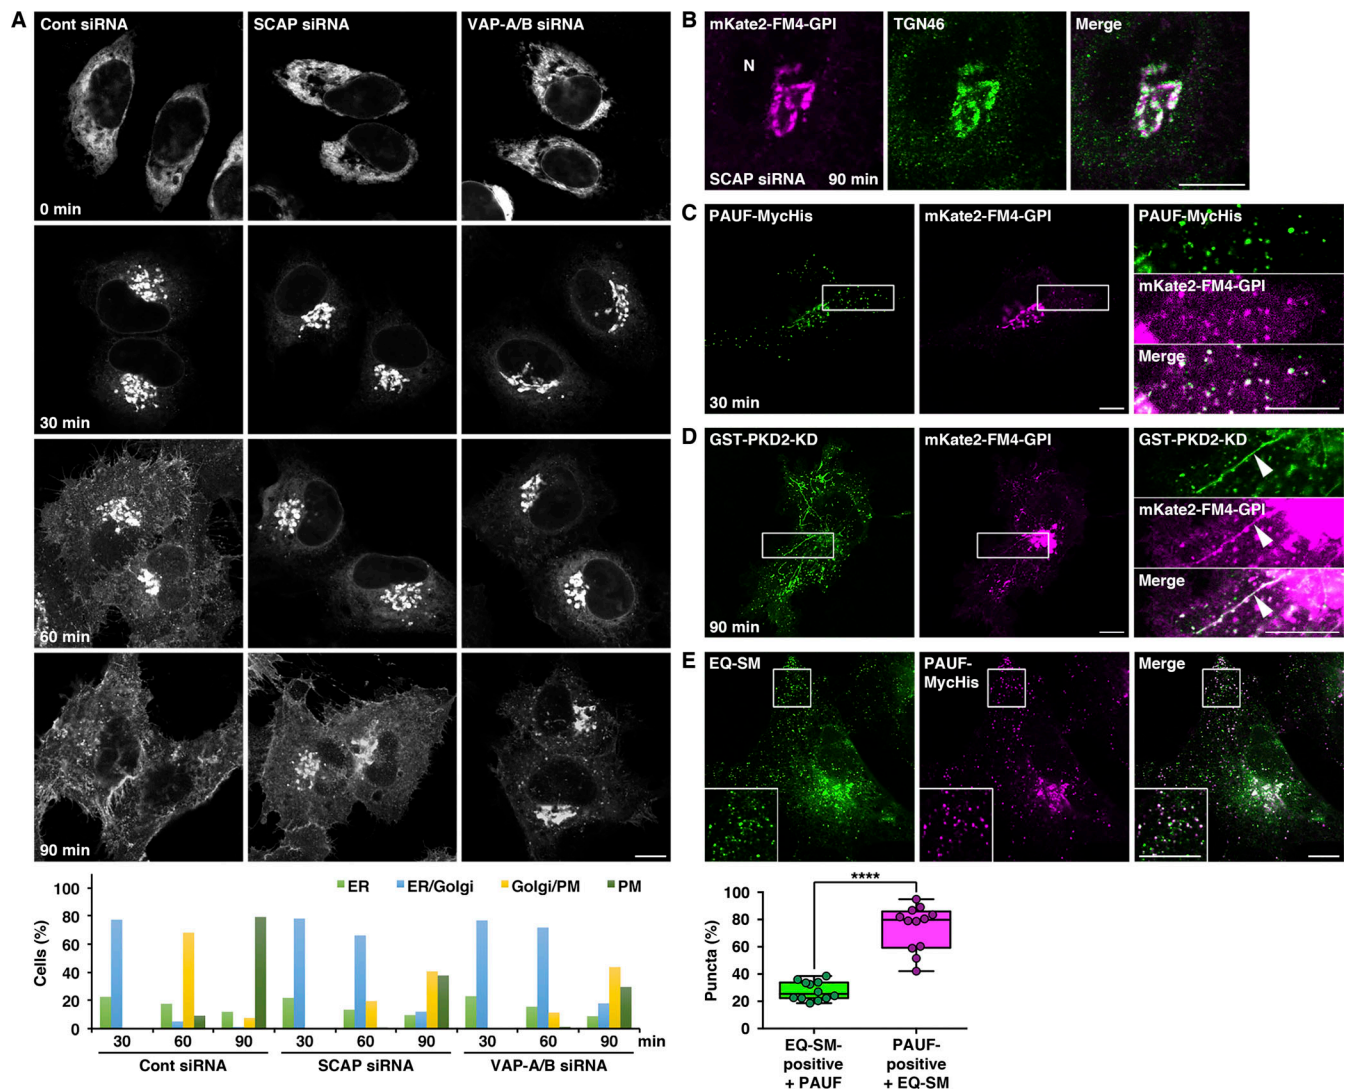 A
Cont siRNA
SCAP siRNA
VAP-A/B siRNA
0 min
30 min
60 min
90 min
100
80
60
40
20
0
Cells (%)
ER
ER/Golgi
Golgi/PM
PM
30 60 90 30 60 90 30 60 90 min
Cont siRNA
SCAP siRNA
VAP-A/B siRNA
B
mKate2-FM4-GPI
TGN46
Merge
N
SCAP siRNA 90 min
C
PAUF-MycHis
mKate2-FM4-GPI
PAUF-MycHis
mKate2-FM4-GPI
Merge
30 min
D
GST-PKD2-KD
mKate2-FM4-GPI
GST-PKD2-KD
mKate2-FM4-GPI
Merge
90 min
E
EQ-SM
PAUF-
MycHis
Merge
****
100
80
60
40
20
0
Puncta (%)
EQ-SM-
positive
+ PAUF
PAUF-
positive
+ EQ-SM